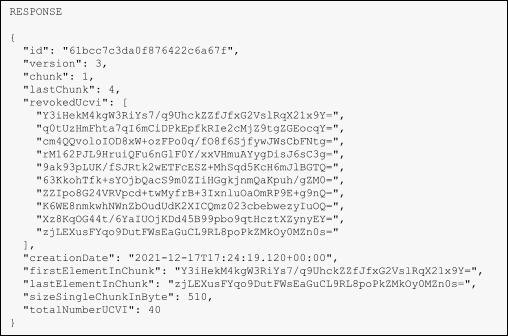 RESPONSE
{
"id": "61bcc7c3da0f876422c6a67f",
"version": 3,
"chunk": 1,
"lastChunk": 4,
"revokedUcvi": [
"Y3iHekM4kgW3RiYs7/q9UhckZZfJfxG2VslRqX21x9Y=",
"q0tUzHmFhta7qI6mCiDPkEpfkRIe2cMjZ9tgZGEocqY=",
"cm4QQvoloIOD8xW+ozFPo0q/fO8f6SjfywJWsCbFNtg=",
"rM162PJL9HruiQFu6nGlF0Y/xxVHmuAYygDisJ6sC3g=",
"9ak93pLUK/fSJRtk2wETFcESZ+MhSqd5KcH6mJlBGTQ=",
"63KkohTfk+sYOjbQacS9m0ZIiHGgkjnmQaKpuh/gZM0=",
"ZZIpo8G24VRVpcd+twMyfrB+3IxnluOaOmRP9E+g9nQ=",
"K6WE8nmkwhNWnZbOudUdK2XICQmz023cbebwezyIuOQ=",
"Xz8KqOG44t/6YaIUOjKDd45B99pbo9qtHcztXZynyEY=",
"zjLEXusFYqo9DutFWsEaGuCL9RL8poPkZMkOy0MZn0s="
],
"creationDate": "2021-12-17T17:24:19.120+00:00",
"firstElementInChunk": "Y3iHekM4kgW3RiYs7/q9UhckZZfJfxG2VslRqX21x9Y=",
"lastElementInChunk": "zjLEXusFYqo9DutFWsEaGuCL9RL8poPkZMkOy0MZn0s=",
"sizeSingleChunkInByte": 510,
"totalNumberUCVI": 40
}